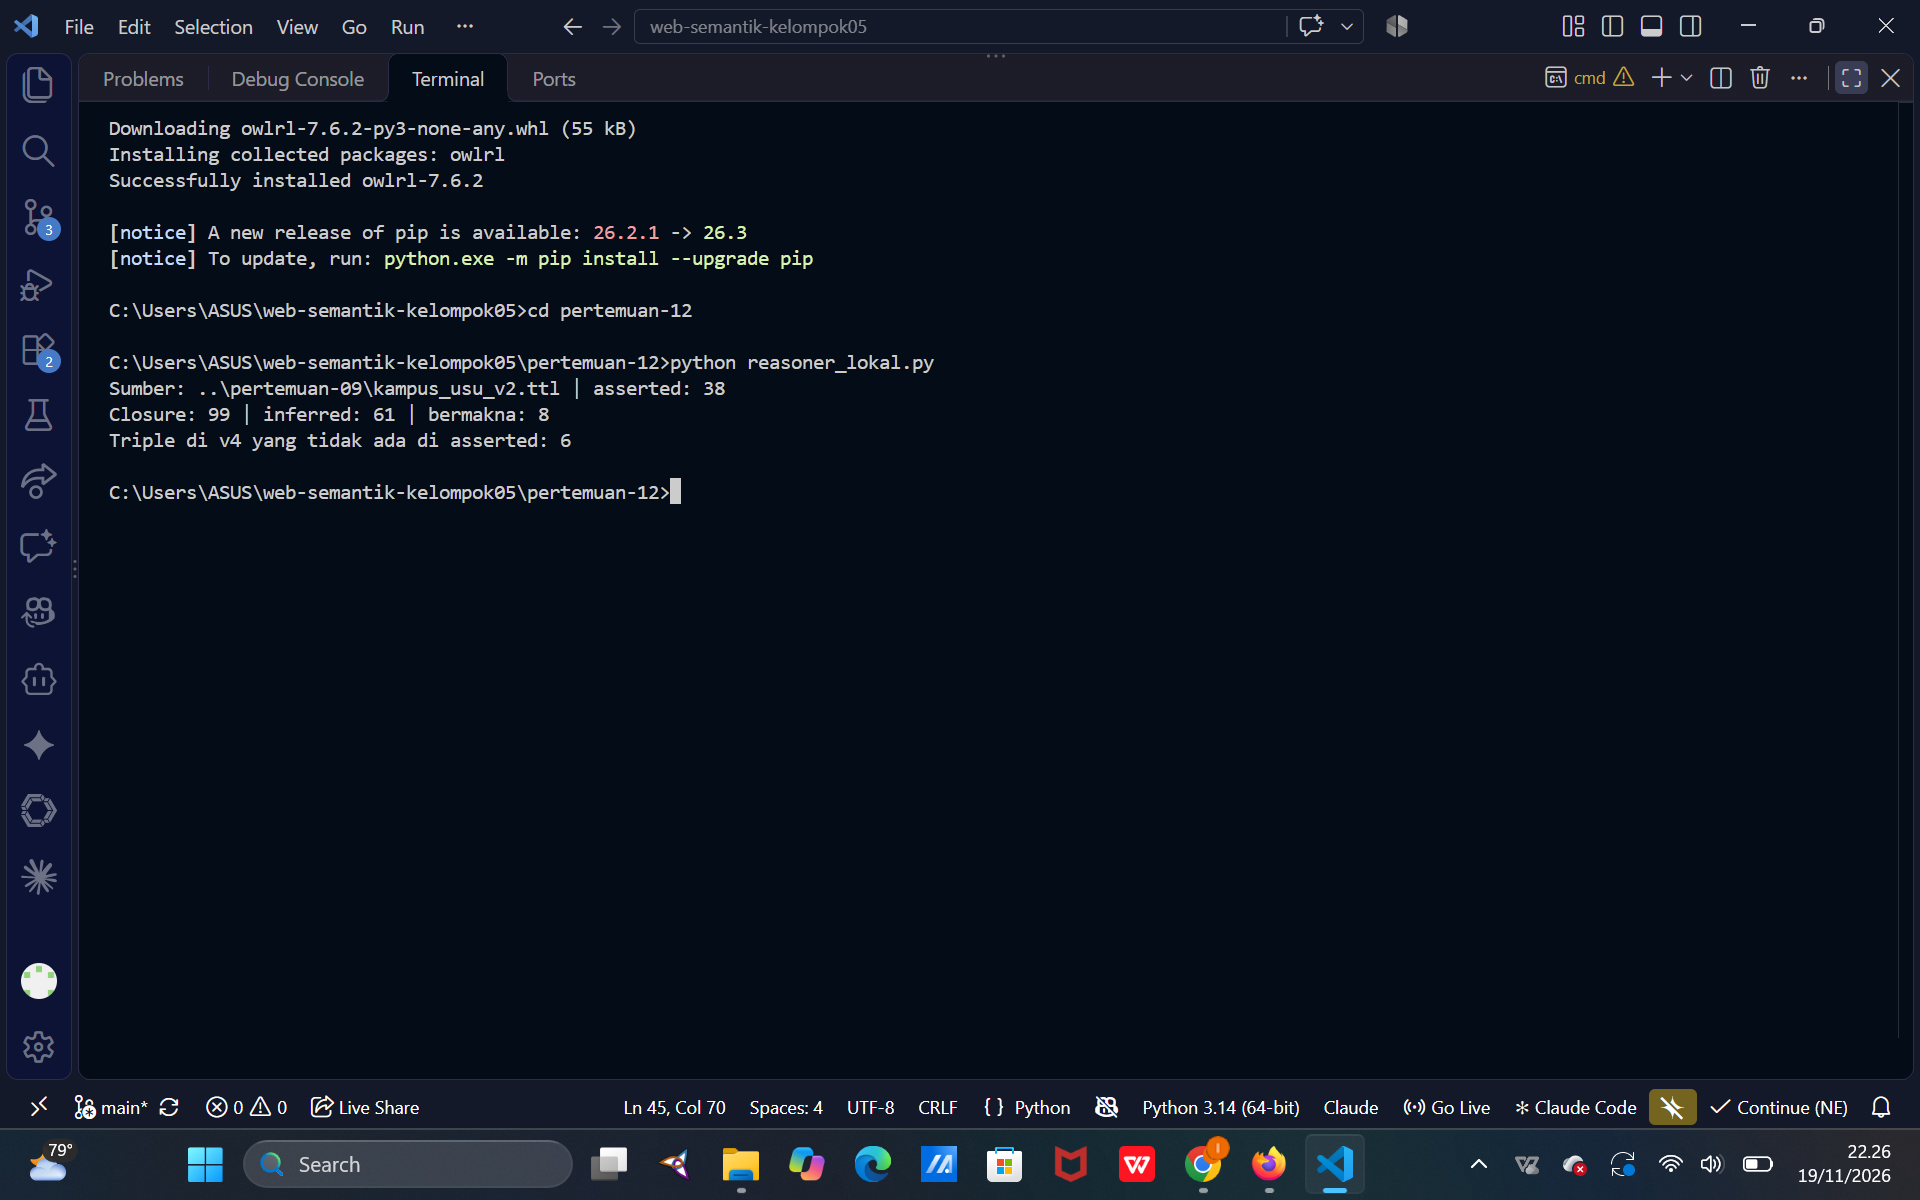 File Edit Selection View Go Run ··· web-semantik-kelompok05
Problems Debug Console Terminal Ports cmd
Downloading owlrl-7.6.2-py3-none-any.whl (55 kB)
Installing collected packages: owlrl
Successfully installed owlrl-7.6.2
[notice] A new release of pip is available: 26.2.1 -> 26.3
[notice] To update, run: python.exe -m pip install --upgrade pip
C:\Users\ASUS\web-semantik-kelompok05>cd pertemuan-12
C:\Users\ASUS\web-semantik-kelompok05\pertemuan-12>python reasoner_lokal.py
Sumber: ..\pertemuan-09\kampus_usu_v2.ttl | asserted: 38
Closure: 99 | inferred: 61 | bermakna: 8
Triple di v4 yang tidak ada di asserted: 6
C:\Users\ASUS\web-semantik-kelompok05\pertemuan-12>
3
2
main* 0 0 Live Share Ln 45, Col 70 Spaces: 4 UTF-8 CRLF { } Python Python 3.14 (64-bit) Claude Go Live Claude Code Continue (NE)
79° Search 22.26
19/11/2026